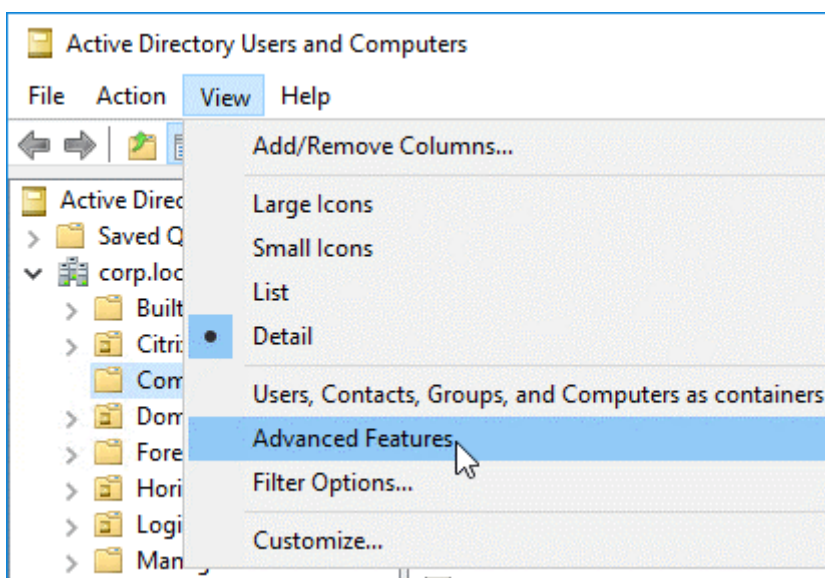 Active Directory Users and Computers
File Action View Help
Add/Remove Columns...
Active Direc
Large Icons
Saved Q
Small Icons
corp.loc
List
Built
Detail
Citri
Com
Users, Contacts, Groups, and Computers as containers
Dom
Advanced Features
Fore
Filter Options...
Hori
Logi
Customize...
Man